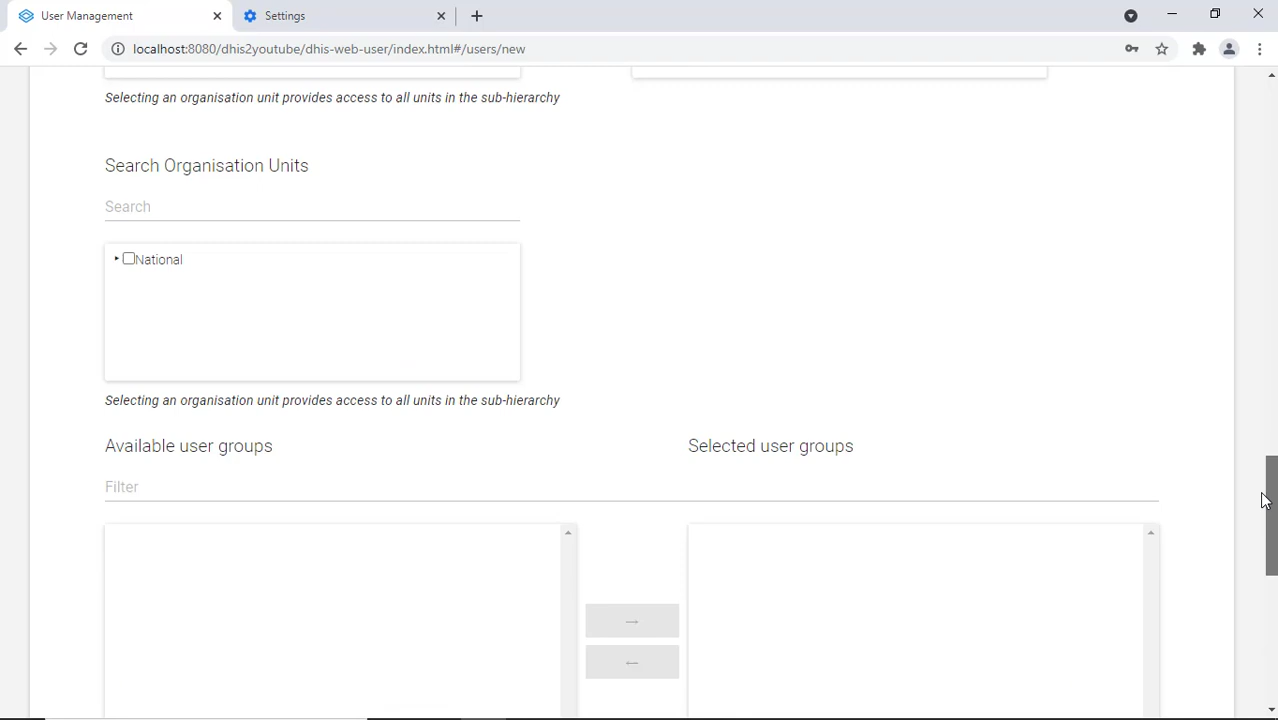 User Management
Settings
localhost:8080/dhis2youtube/dhis-web-user/index.html#/users/new
Selecting an organisation unit provides access to all units in the sub-hierarchy
Search Organisation Units
Search
National
Selecting an organisation unit provides access to all units in the sub-hierarchy
Available user groups
Selected user groups
Filter